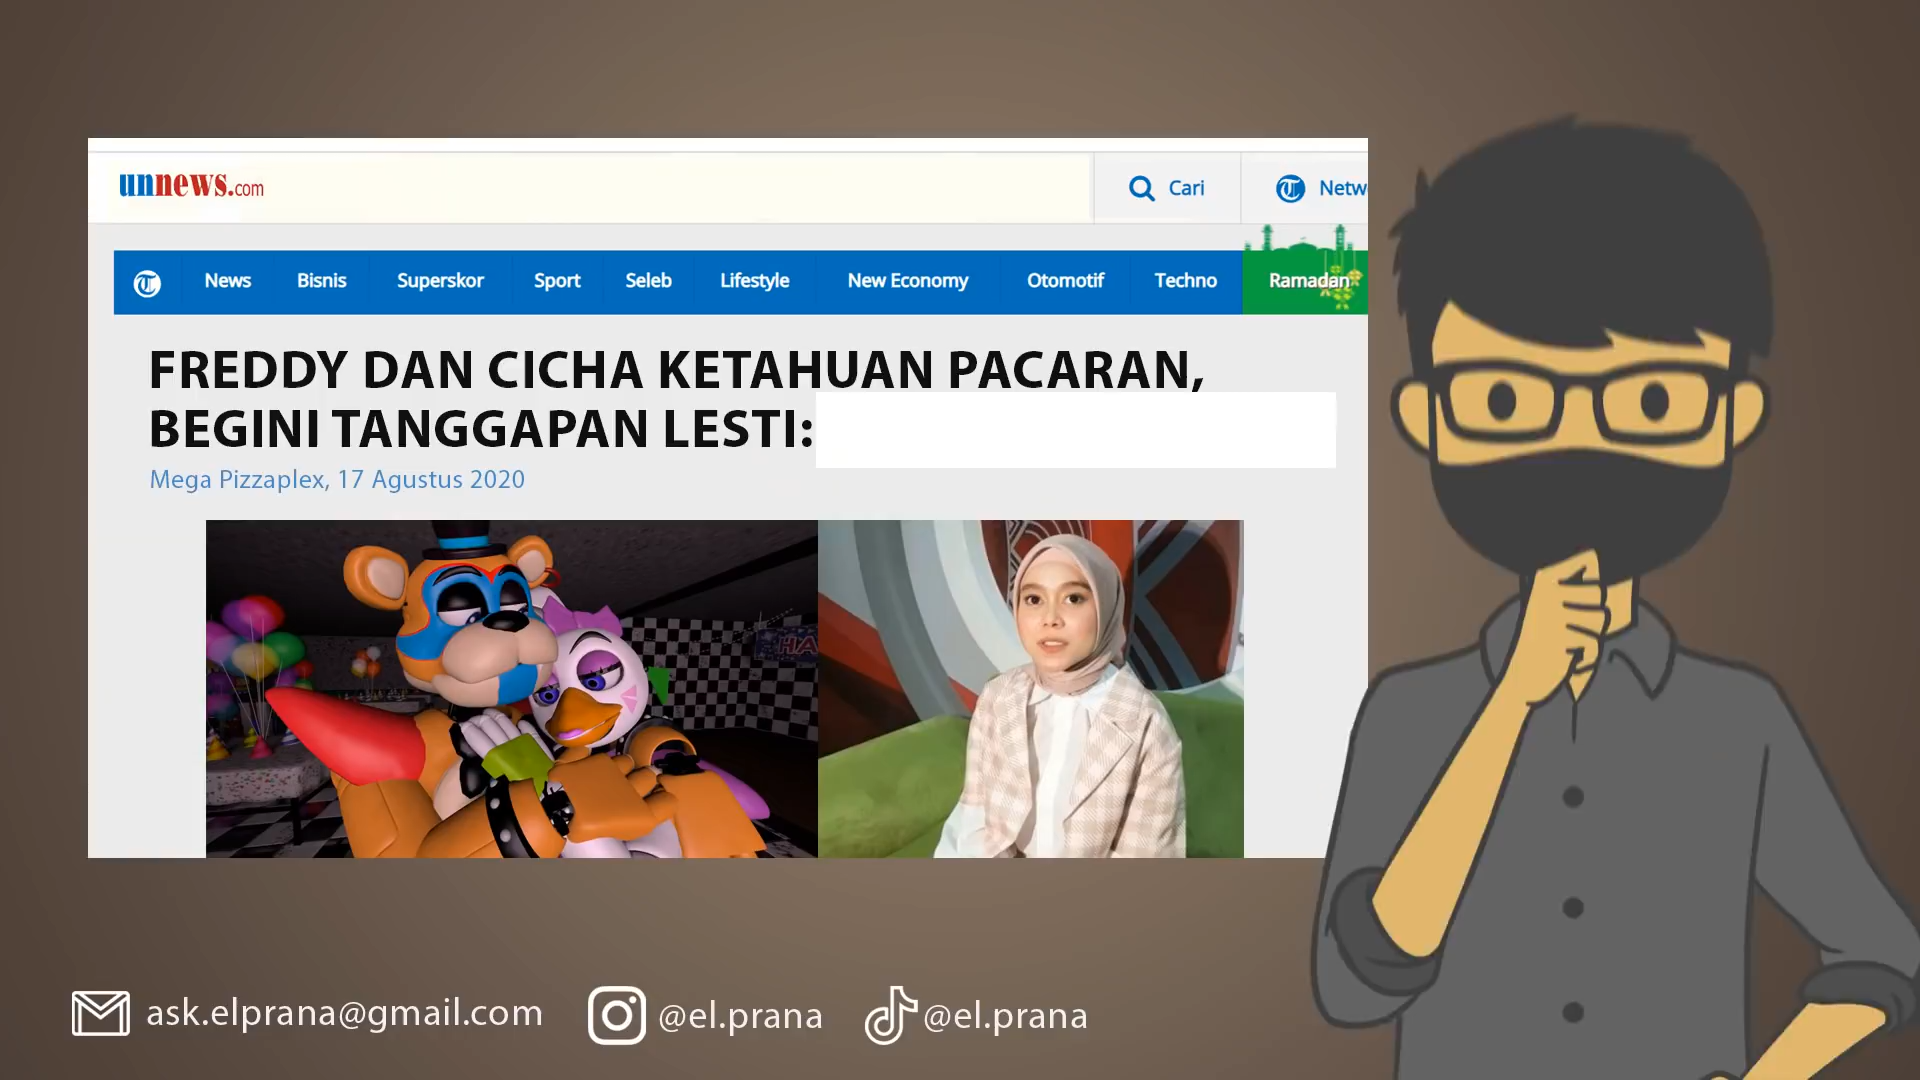 unnews.com
Cari
Netw
News Bisnis Superskor Sport Seleb Lifestyle New Economy Otomotif Techno Ramadan
FREDDY DAN CICHA KETAHUAN PACARAN,
BEGINI TANGGAPAN LESTI:
Mega Pizzaplex, 17 Agustus 2020
HA
ask.elprana@gmail.com
@el.prana
@el.prana